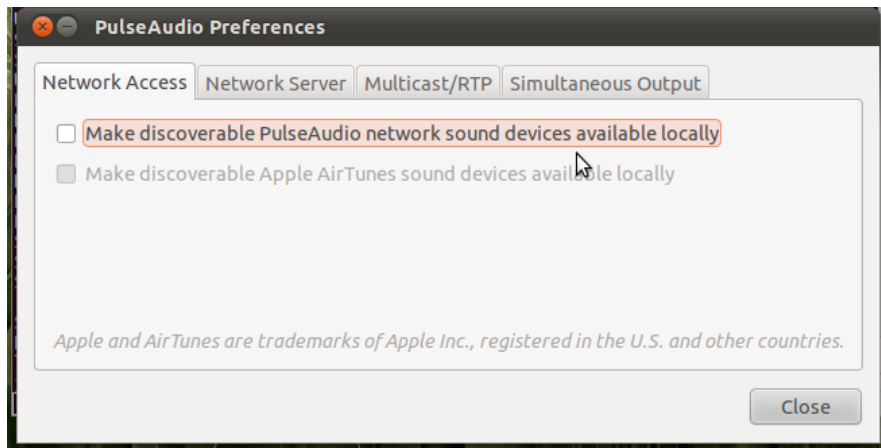 PulseAudio Preferences
Network Access Network Server Multicast/RTP Simultaneous Output
Make discoverable PulseAudio network sound devices available locally
Make discoverable Apple AirTunes sound devices available locally
Apple and AirTunes are trademarks of Apple Inc., registered in the U.S. and other countries.
Close